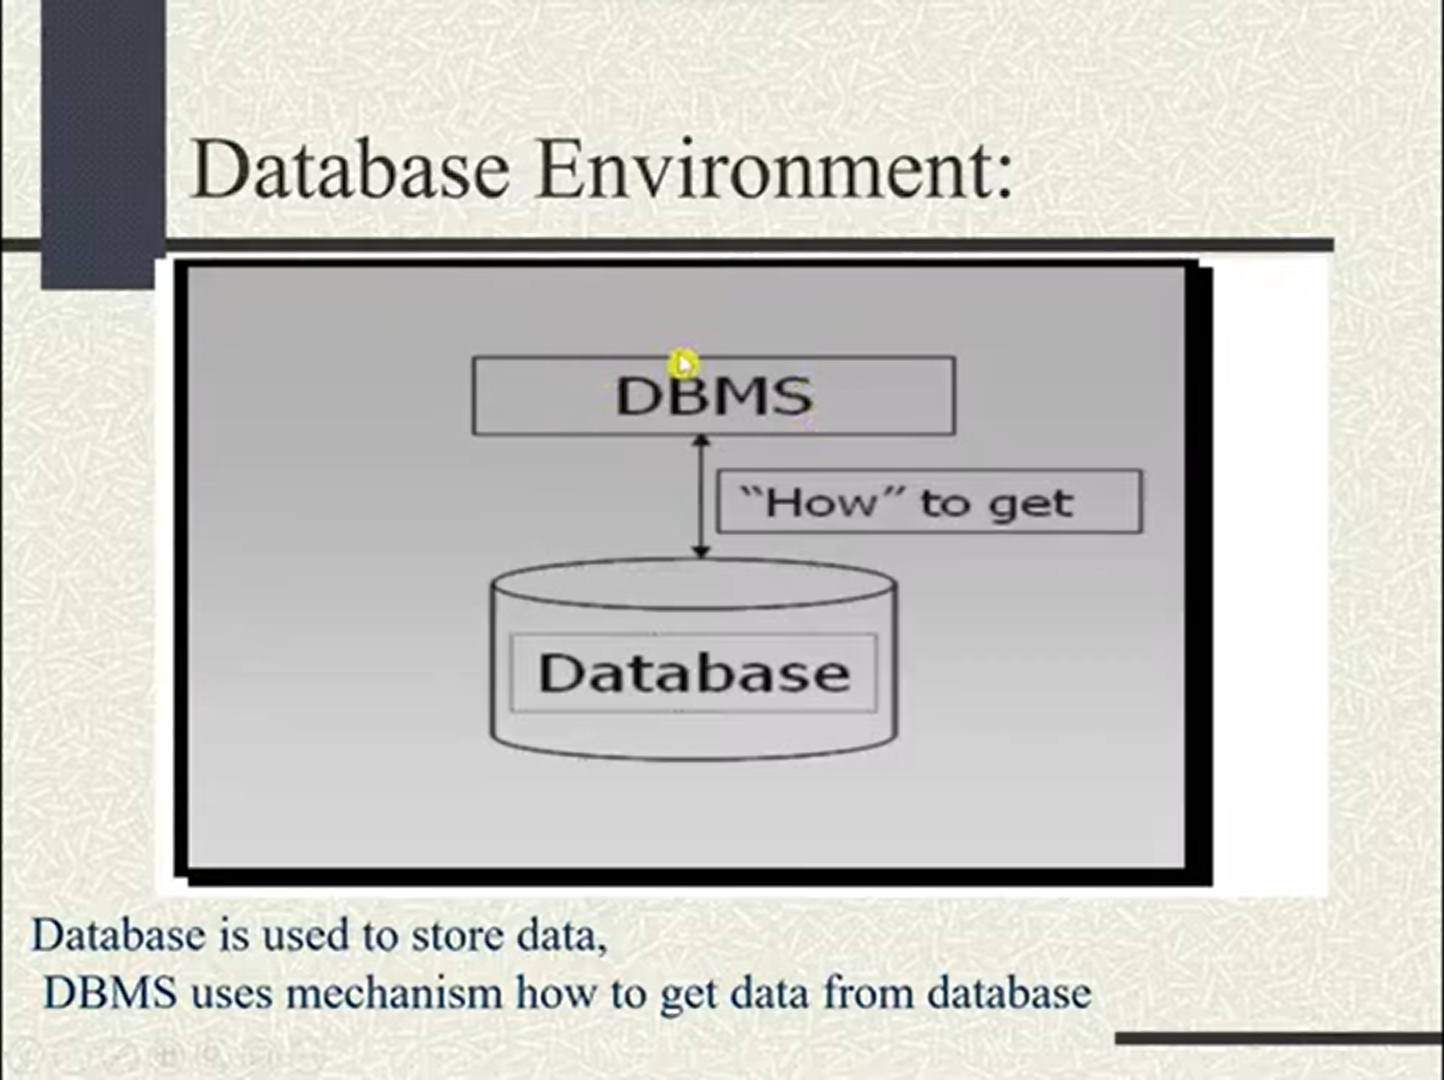 Database Environment:
DBMS
“How” to get
Database
Database is used to store data,
DBMS uses mechanism how to get data from database